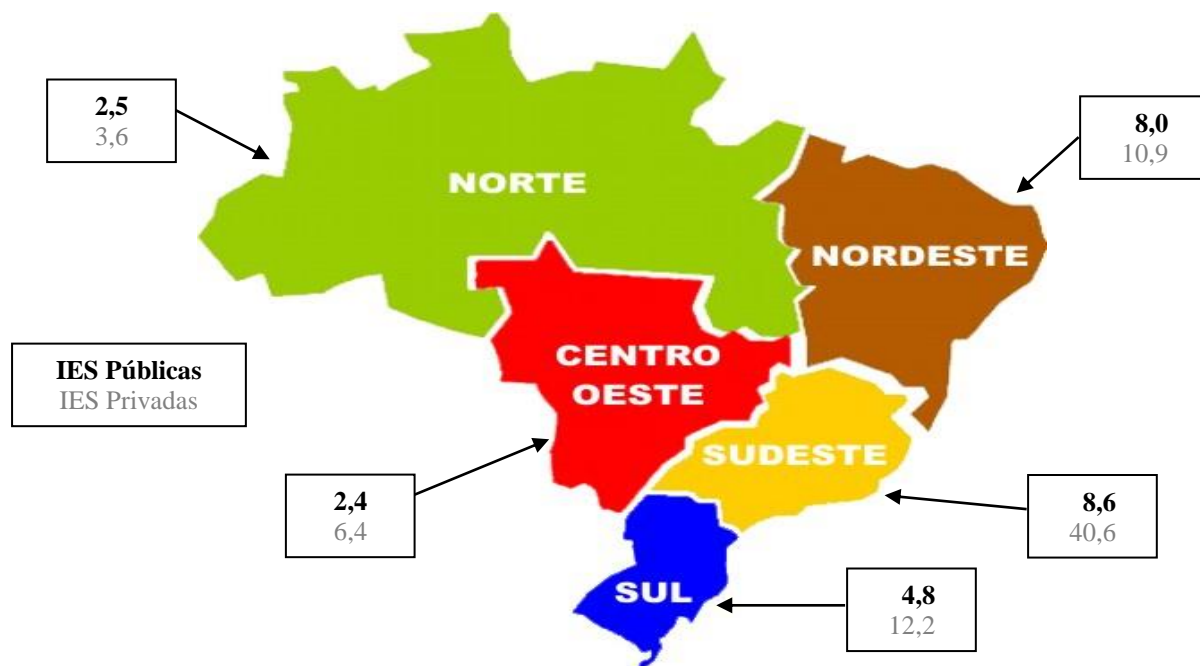 2,5
3,6
8,0
10,9
NORTE
NORDESTE
IES Públicas
IES Privadas
CENTRO
OESTE
SUDESTE
2,4
6,4
8,6
40,6
SUL
4,8
12,2